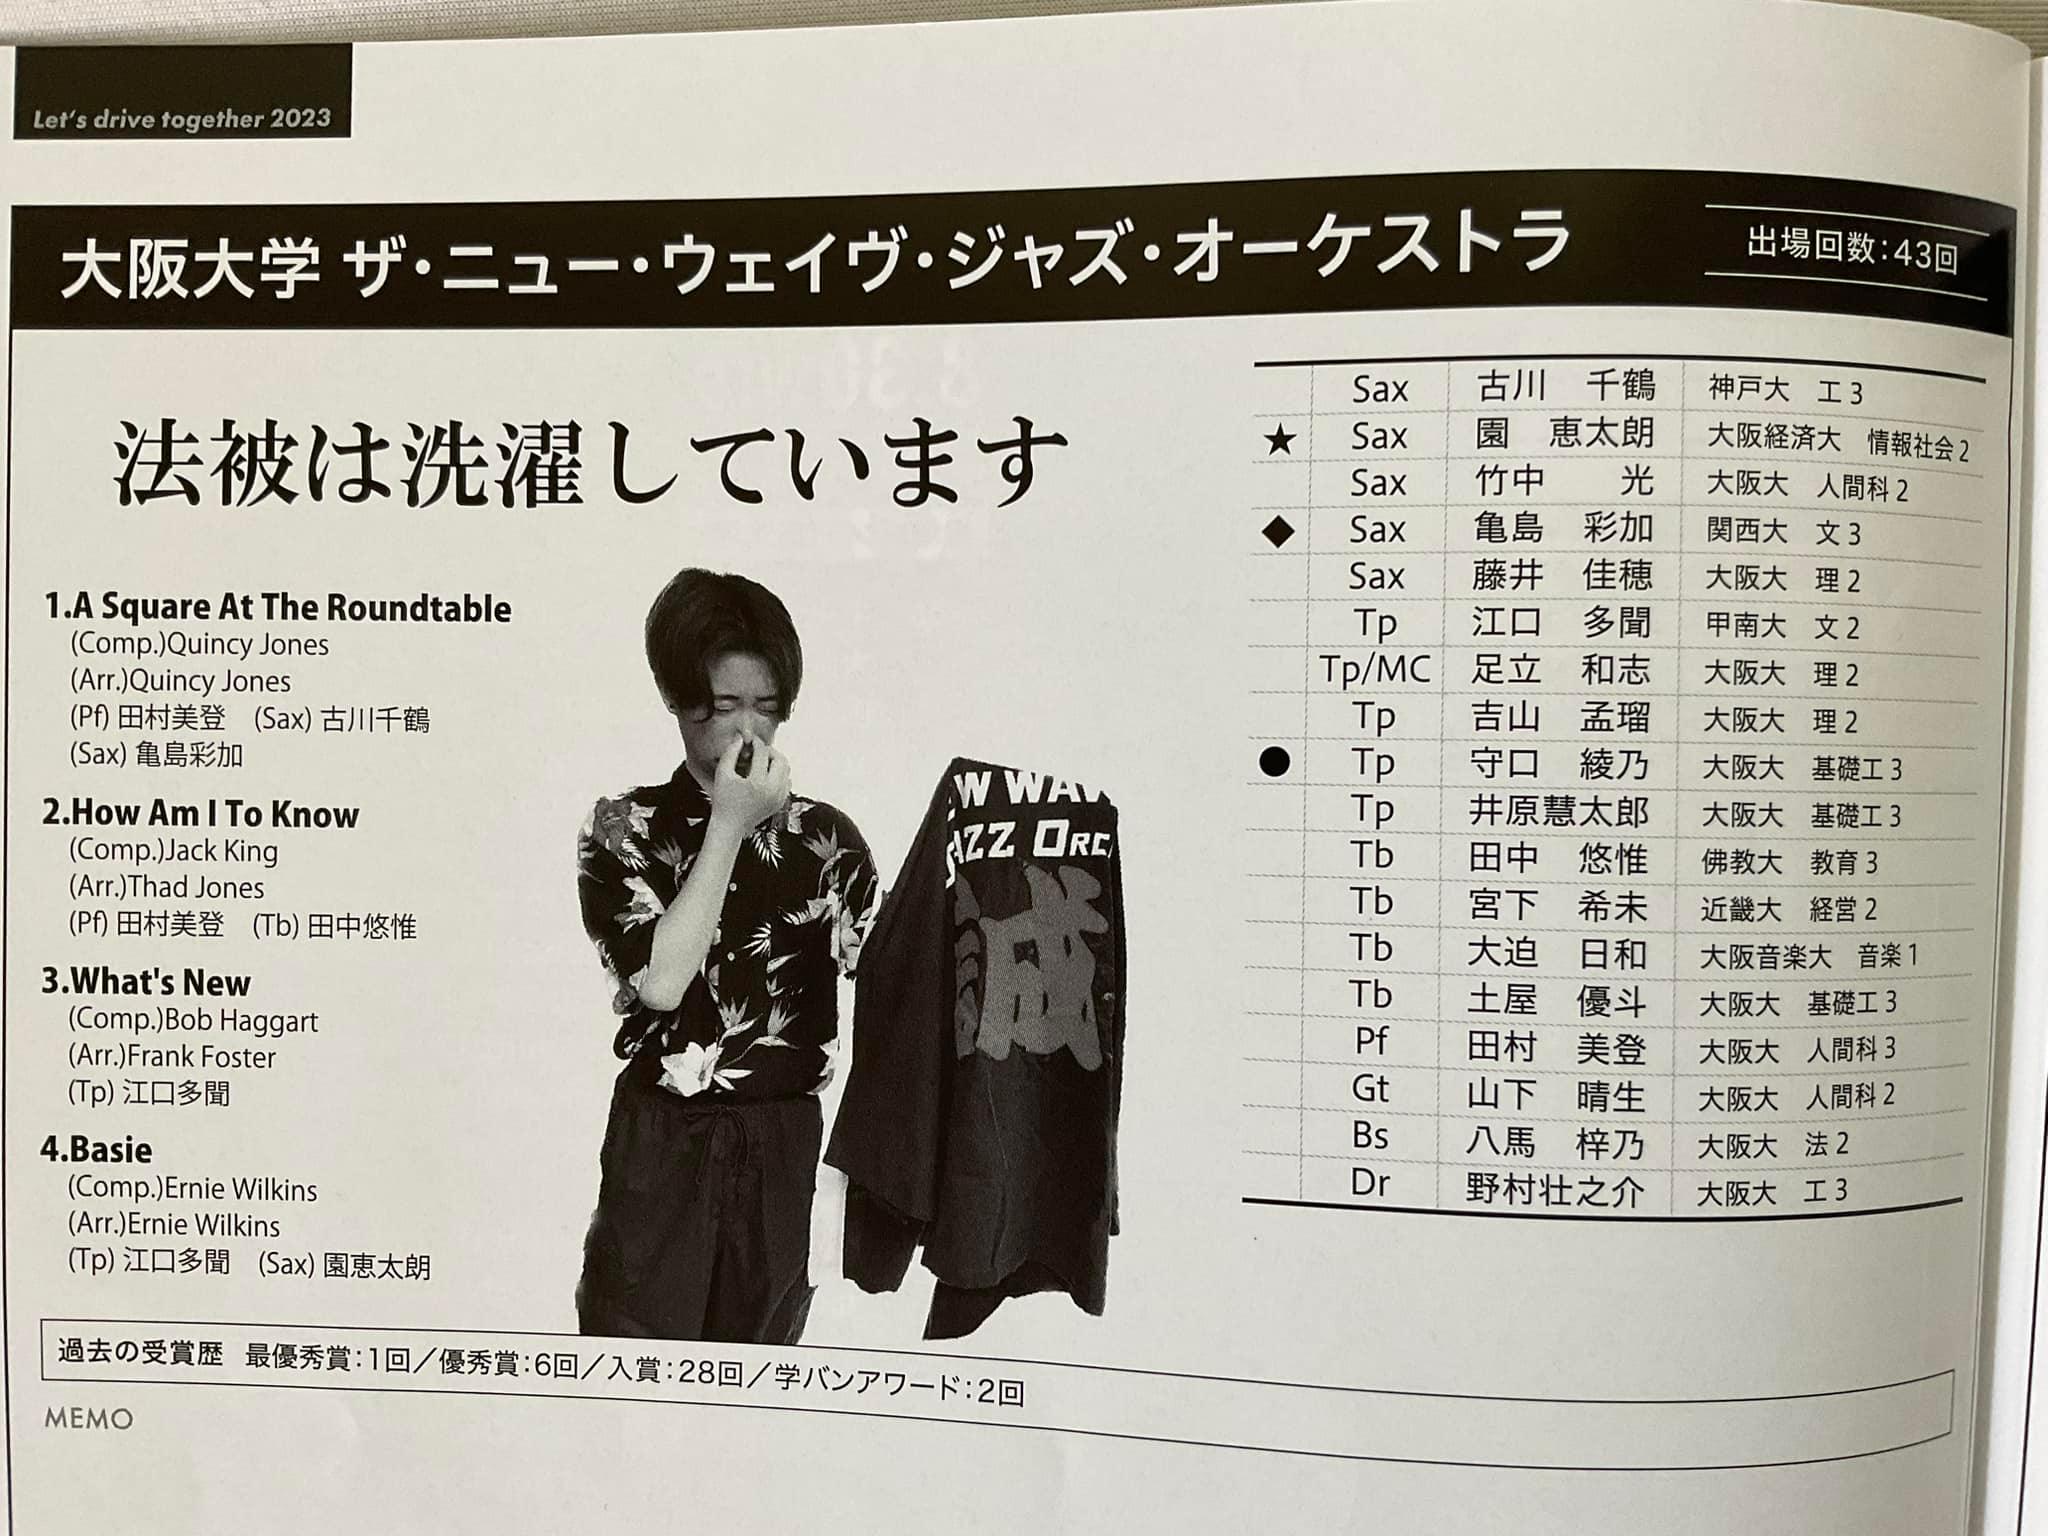 Let's drive together 2023
大阪大学 ザ・ニュー・ウェイヴ・ジャズ・オーケストラ
出場回数：43回
法被は洗濯しています
1.A Square At The Roundtable
(Comp.)Quincy Jones
(Arr.)Quincy Jones
(Pf) 田村美登　(Sax) 古川千鶴
(Sax) 亀島彩加
2.How Am I To Know
(Comp.)Jack King
(Arr.)Thad Jones
(Pf) 田村美登　(Tb) 田中悠惟
3.What's New
(Comp.)Bob Haggart
(Arr.)Frank Foster
(Tp) 江口多聞
4.Basie
(Comp.)Ernie Wilkins
(Arr.)Ernie Wilkins
(Tp) 江口多聞　(Sax) 園恵太朗
W WAV
AZZ ORC
Sax 古川　千鶴 神戸大　工 3
★ Sax 園　恵太朗 大阪経済大　情報社会 2
Sax 竹中　光 大阪大　人間科 2
◆ Sax 亀島　彩加 関西大　文 3
Sax 藤井　佳穂 大阪大　理 2
Tp 江口　多聞 甲南大　文 2
Tp/MC 足立　和志 大阪大　理 2
Tp 吉山　孟瑠 大阪大　理 2
● Tp 守口　綾乃 大阪大　基礎工 3
Tp 井原慧太郎 大阪大　基礎工 3
Tb 田中　悠惟 佛教大　教育 3
Tb 宮下　希未 近畿大　経営 2
Tb 大迫　日和 大阪音楽大　音楽 1
Tb 土屋　優斗 大阪大　基礎工 3
Pf 田村　美登 大阪大　人間科 3
Gt 山下　晴生 大阪大　人間科 2
Bs 八馬　梓乃 大阪大　法 2
Dr 野村壮之介 大阪大　工 3
過去の受賞歴 最優秀賞：1回／優秀賞：6回／入賞：28回／学バンアワード：2回
MEMO